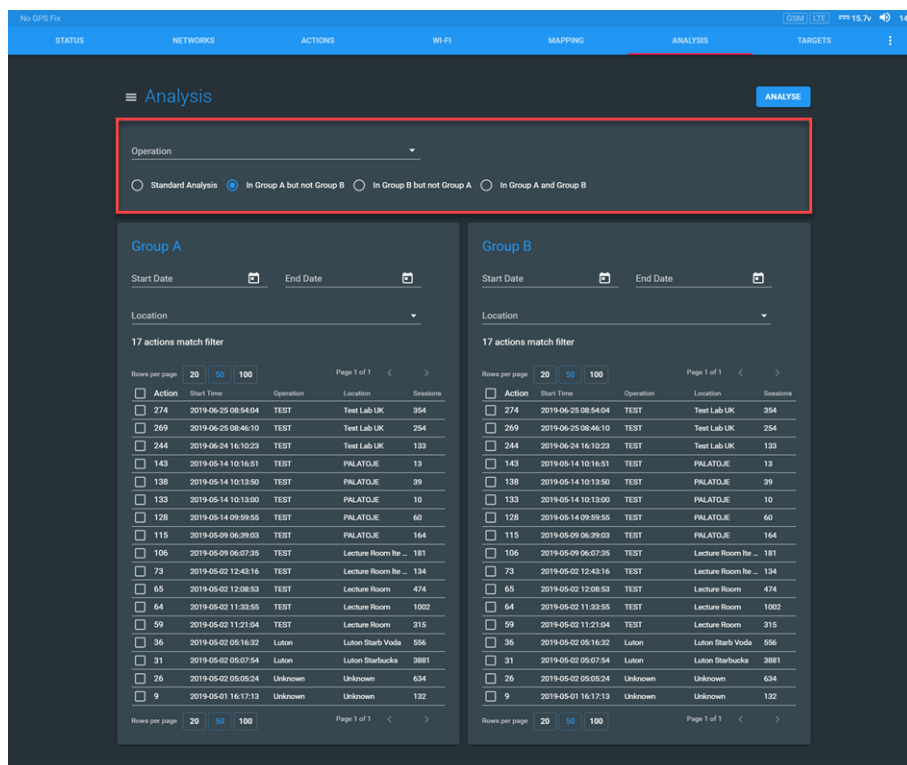 No GPS Fix GSM LTE 15.7v 14
STATUS NETWORKS ACTIONS WI-FI MAPPING ANALYSIS TARGETS
Analysis ANALYSE
Operation
Standard Analysis In Group A but not Group B In Group B but not Group A In Group A and Group B
Group A
Start Date End Date
Location
17 actions match filter
Rows per page 20 50 100 Page 1 of 1
Action Start Time Operation Location Sessions
274 2019-06-25 08:54:04 TEST Test Lab UK 354
269 2019-06-25 08:46:10 TEST Test Lab UK 254
244 2019-06-24 16:10:23 TEST Test Lab UK 133
143 2019-05-14 10:16:51 TEST PALATOJE 13
138 2019-05-14 10:13:50 TEST PALATOJE 39
133 2019-05-14 10:13:00 TEST PALATOJE 10
128 2019-05-14 09:59:55 TEST PALATOJE 60
115 2019-05-09 06:39:03 TEST PALATOJE 164
106 2019-05-09 06:07:35 TEST Lecture Room Ite ... 181
73 2019-05-02 12:43:16 TEST Lecture Room Ite ... 134
65 2019-05-02 12:08:53 TEST Lecture Room 474
64 2019-05-02 11:33:55 TEST Lecture Room 1002
59 2019-05-02 11:21:04 TEST Lecture Room 315
36 2019-05-02 05:16:32 Luton Luton Starb Voda 556
31 2019-05-02 05:07:54 Luton Luton Starbucks 3881
26 2019-05-02 05:05:24 Unknown Unknown 634
9 2019-05-01 16:17:13 Unknown Unknown 132
Rows per page 20 50 100 Page 1 of 1
Group B
Start Date End Date
Location
17 actions match filter
Rows per page 20 50 100 Page 1 of 1
Action Start Time Operation Location Sessions
274 2019-06-25 08:54:04 TEST Test Lab UK 354
269 2019-06-25 08:46:10 TEST Test Lab UK 254
244 2019-06-24 16:10:23 TEST Test Lab UK 133
143 2019-05-14 10:16:51 TEST PALATOJE 13
138 2019-05-14 10:13:50 TEST PALATOJE 39
133 2019-05-14 10:13:00 TEST PALATOJE 10
128 2019-05-14 09:59:55 TEST PALATOJE 60
115 2019-05-09 06:39:03 TEST PALATOJE 164
106 2019-05-09 06:07:35 TEST Lecture Room Ite ... 181
73 2019-05-02 12:43:16 TEST Lecture Room Ite ... 134
65 2019-05-02 12:08:53 TEST Lecture Room 474
64 2019-05-02 11:33:55 TEST Lecture Room 1002
59 2019-05-02 11:21:04 TEST Lecture Room 315
36 2019-05-02 05:16:32 Luton Luton Starb Voda 556
31 2019-05-02 05:07:54 Luton Luton Starbucks 3881
26 2019-05-02 05:05:24 Unknown Unknown 634
9 2019-05-01 16:17:13 Unknown Unknown 132
Rows per page 20 50 100 Page 1 of 1